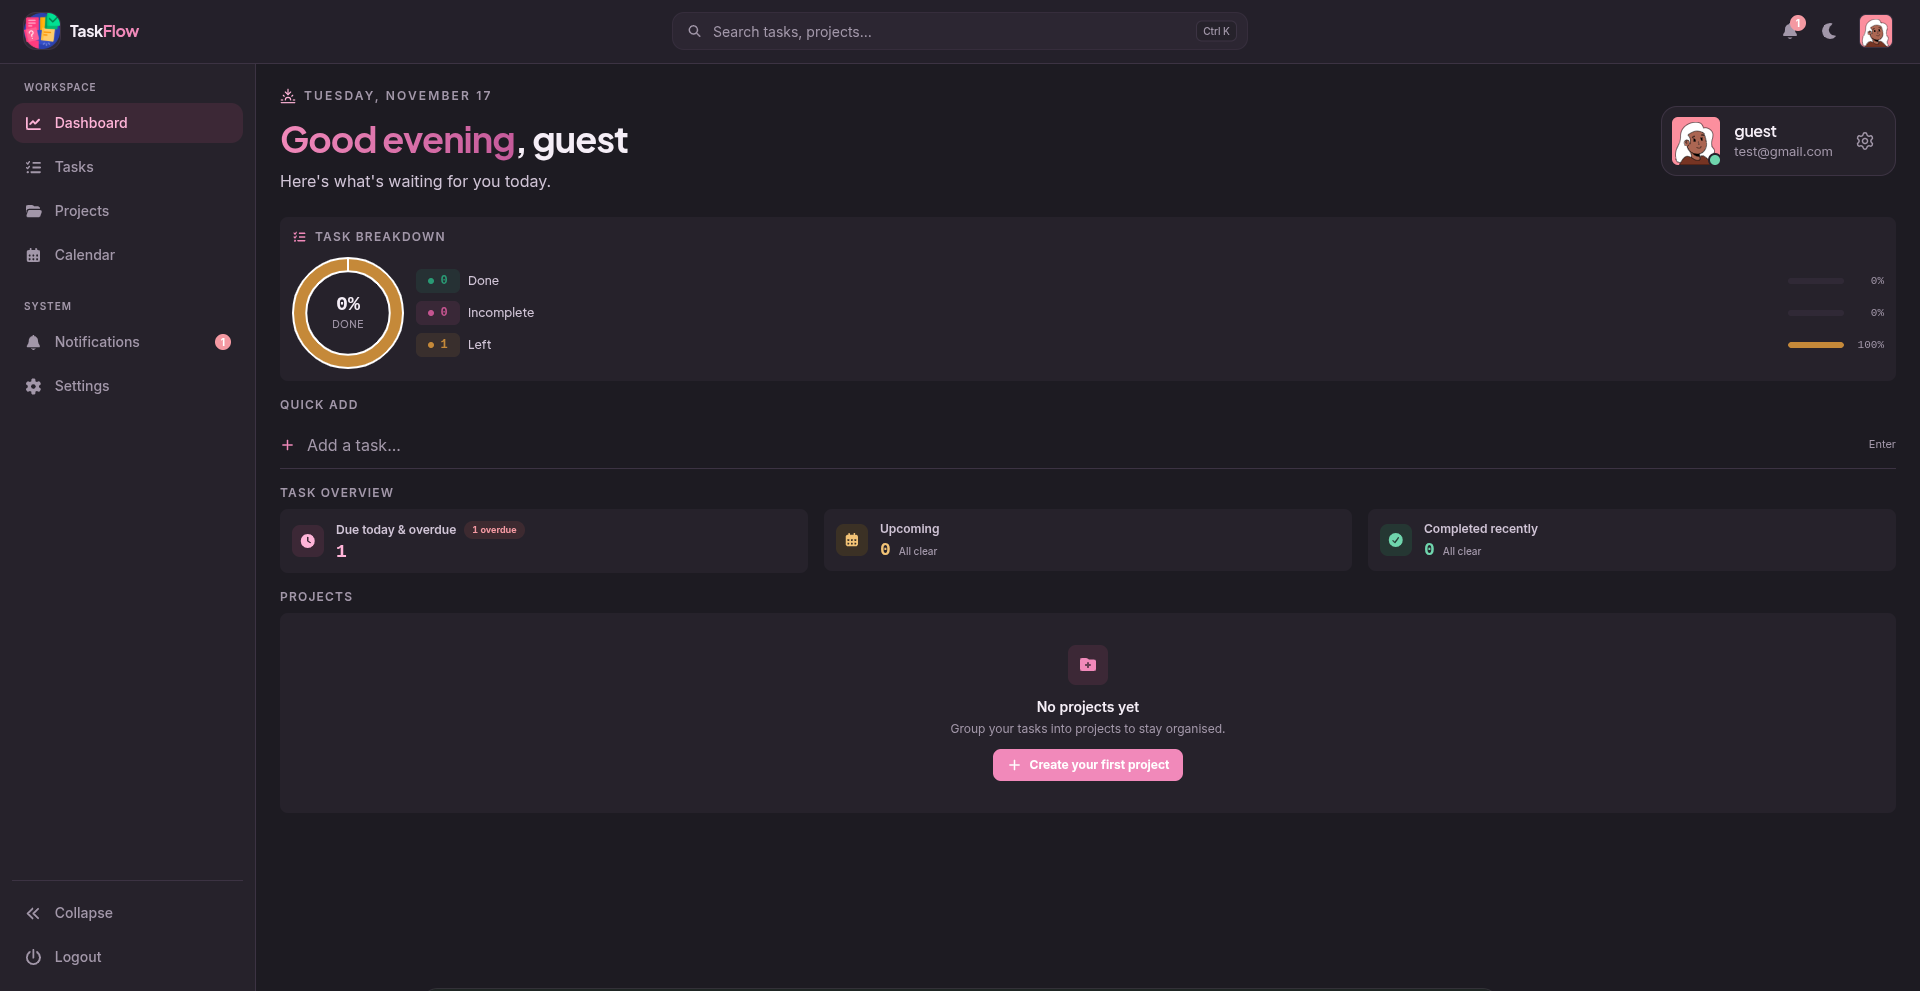 TaskFlow
Search tasks, projects...
Ctrl K
1
WORKSPACE
Dashboard
Tasks
Projects
Calendar
SYSTEM
Notifications
1
Settings
Collapse
Logout
TUESDAY, NOVEMBER 17
Good evening, guest
Here's what's waiting for you today.
guest
test@gmail.com
TASK BREAKDOWN
0%
DONE
0 Done 0%
0 Incomplete 0%
1 Left 100%
QUICK ADD
Add a task...
Enter
TASK OVERVIEW
Due today & overdue 1 overdue
1
Upcoming
0 All clear
Completed recently
0 All clear
PROJECTS
No projects yet
Group your tasks into projects to stay organised.
Create your first project